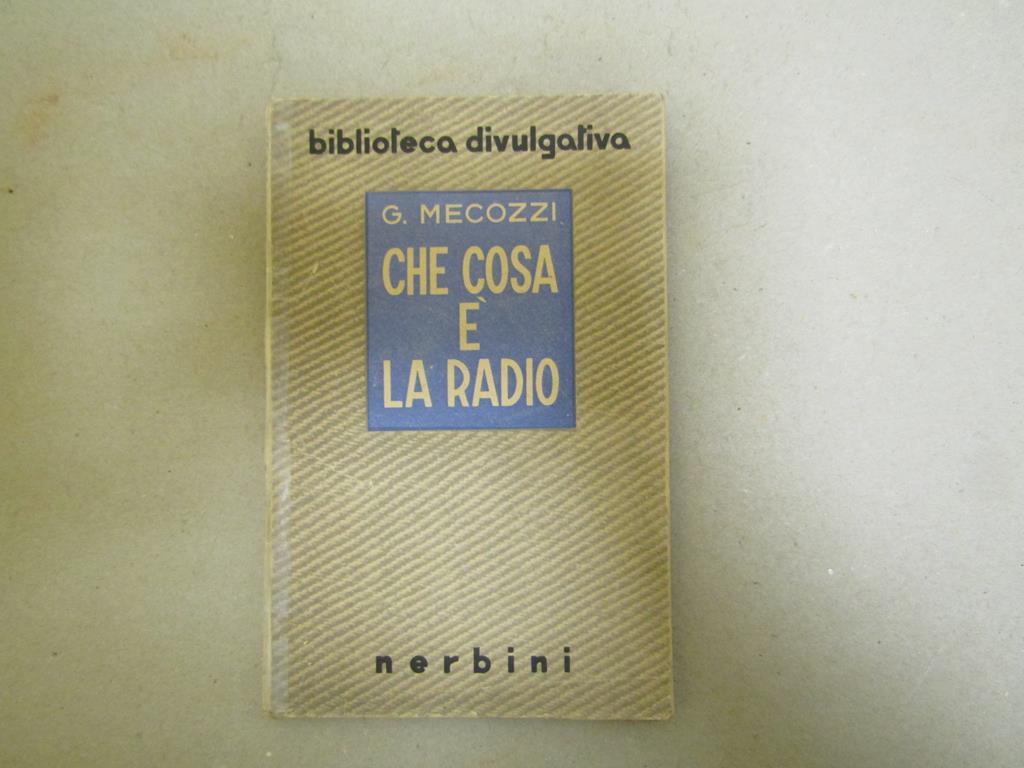 biblioteca divulgativa
G. MECOZZI
CHE COSA
È
LA RADIO
nerbini